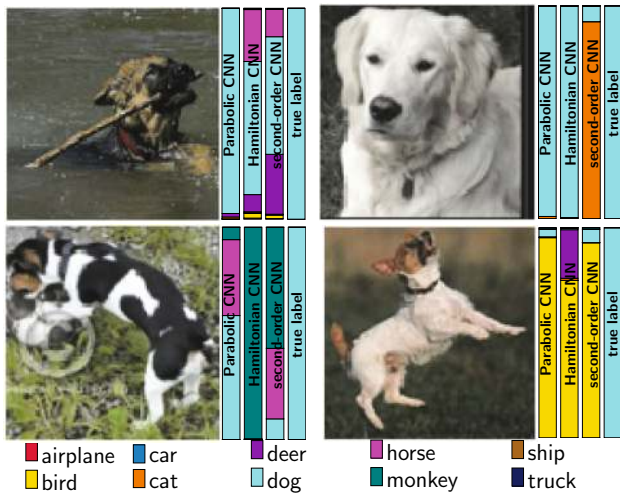 Parabolic CNN
Hamiltonian CNN
second-order CNN
true label
Parabolic CNN
Hamiltonian CNN
second-order CNN
true label
Parabolic CNN
Hamiltonian CNN
second-order CNN
true label
Parabolic CNN
Hamiltonian CNN
second-order CNN
true label
airplane car deer horse ship
bird cat dog monkey truck